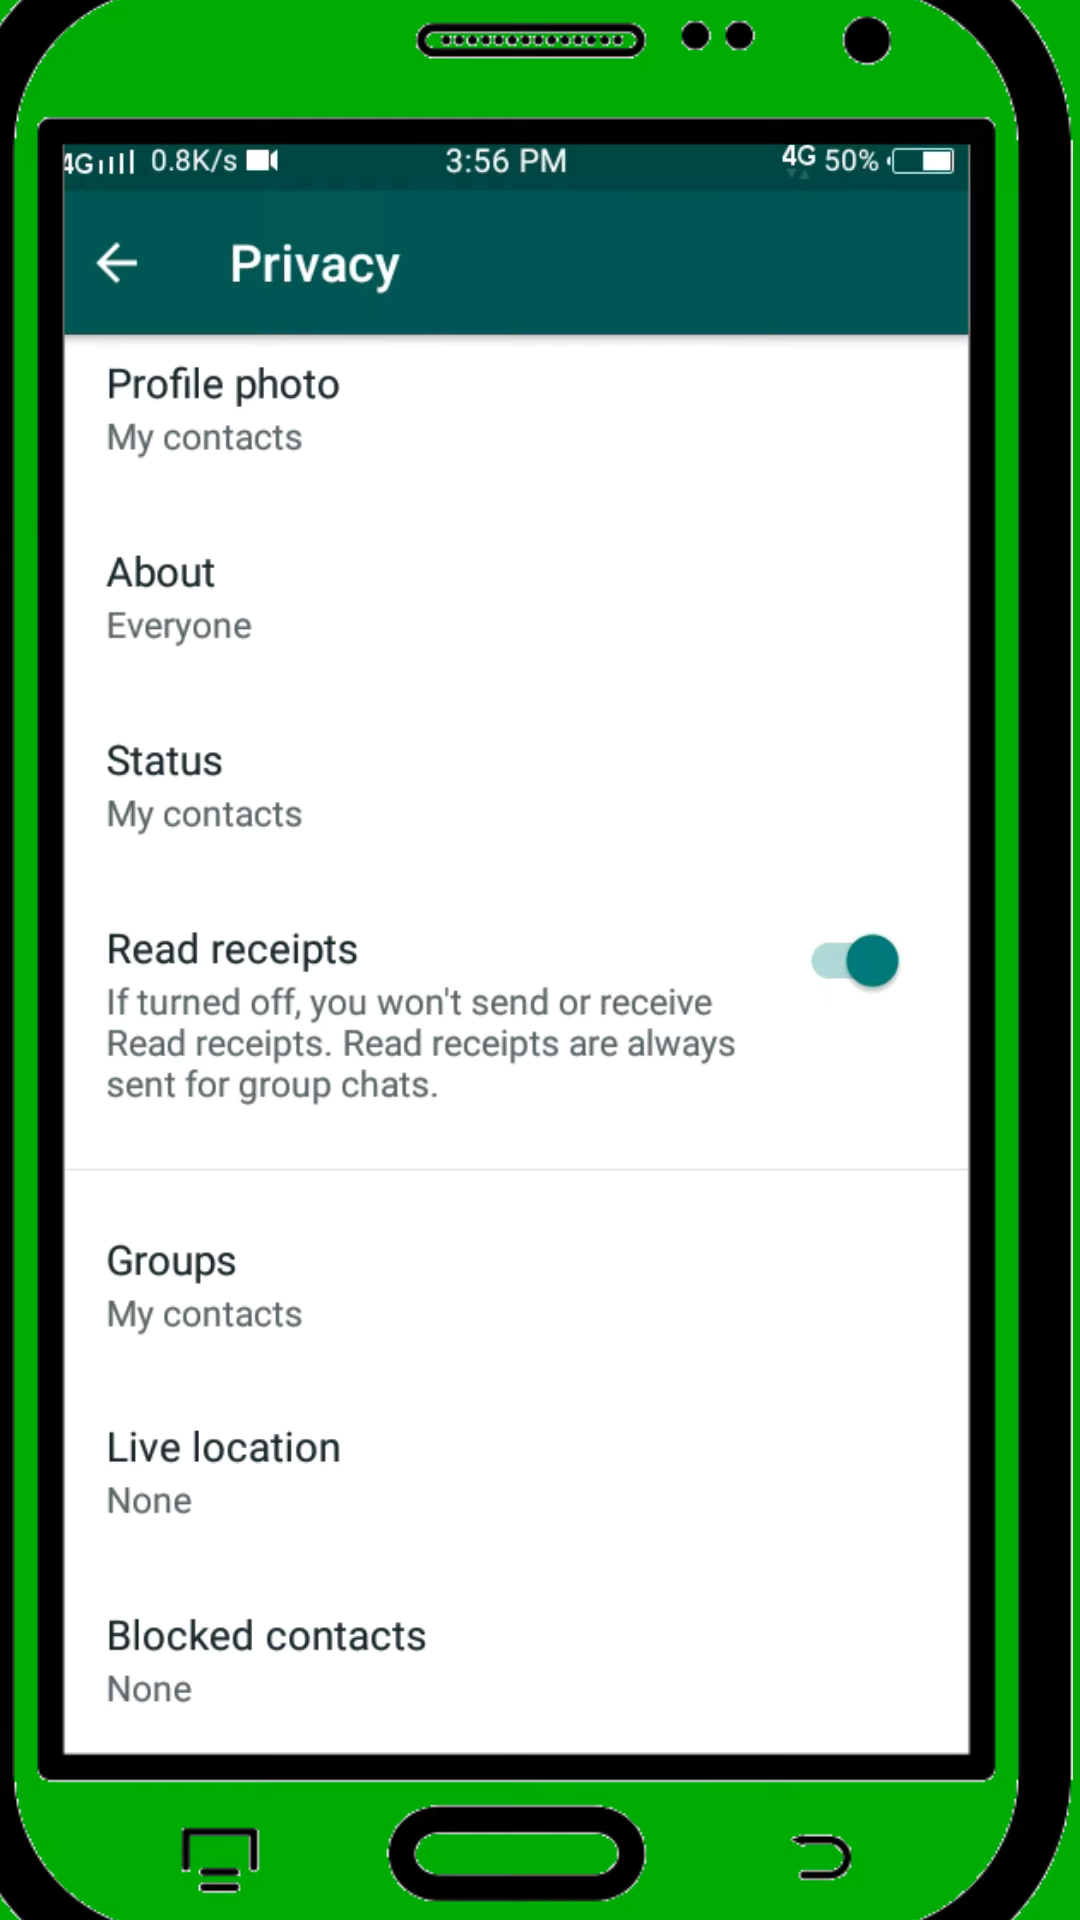 4G 0.8K/s 3:56 PM 4G 50%
Privacy
Profile photo
My contacts
About
Everyone
Status
My contacts
Read receipts
If turned off, you won't send or receive
Read receipts. Read receipts are always
sent for group chats.
Groups
My contacts
Live location
None
Blocked contacts
None